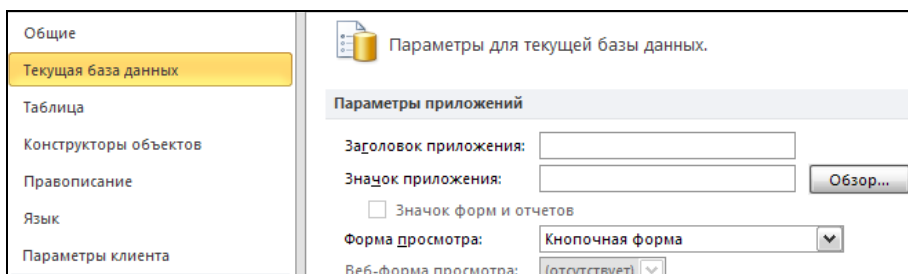 Общие
Текущая база данных
Таблица
Конструкторы объектов
Правописание
Язык
Параметры клиента
Параметры для текущей базы данных.
Параметры приложений
Заголовок приложения:
Значок приложения: Обзор...
Значок форм и отчетов
Форма просмотра: Кнопочная форма
Веб-форма просмотра: (отсутствует)